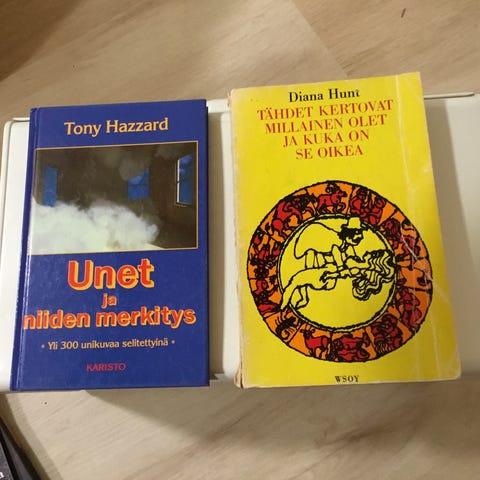 Tony Hazzard
Unet
ja
niiden merkitys
• Yli 300 unikuvaa selitettyinä •
KARISTO
Diana Hunt
TÄHDET KERTOVAT
MILLAINEN OLET
JA KUKA ON
SE OIKEA
WSOY